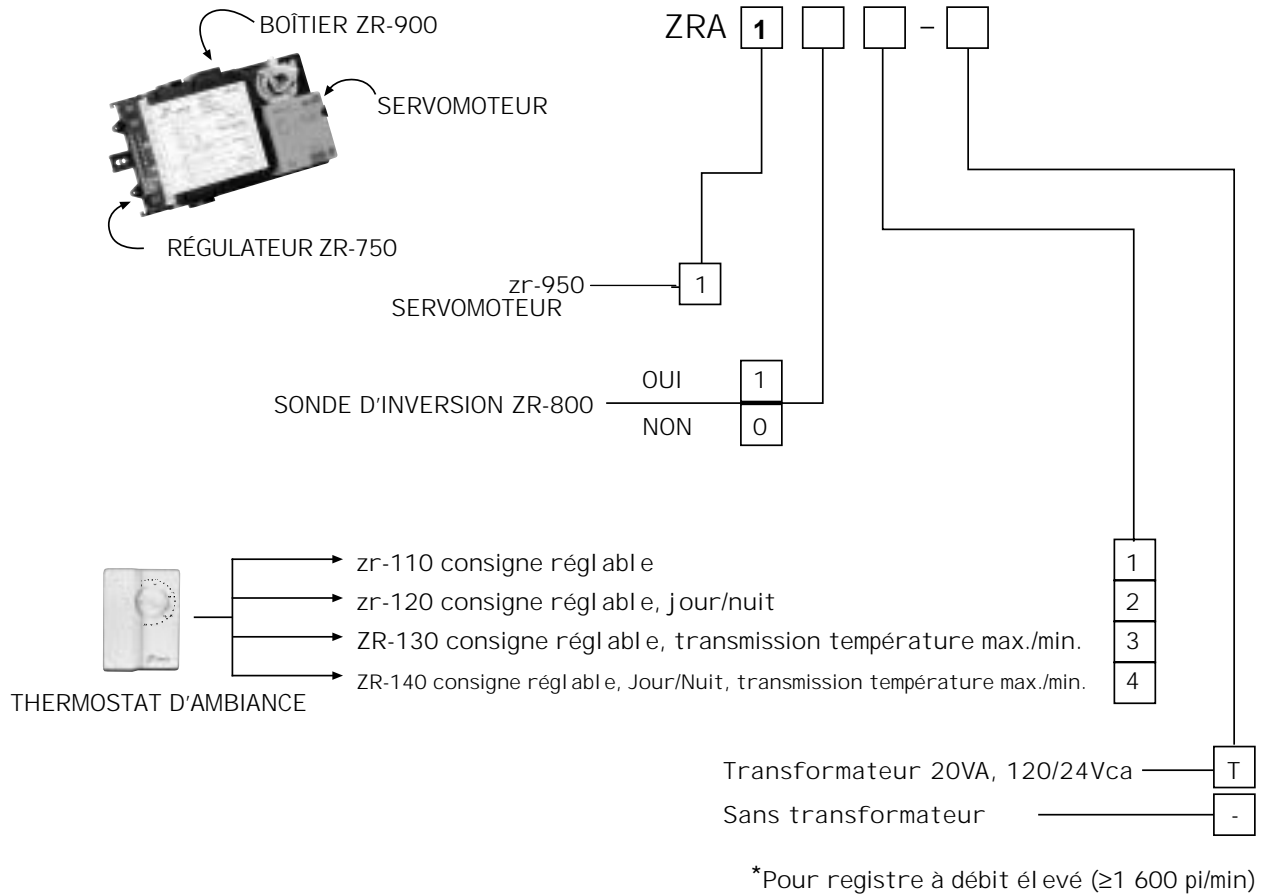 BOÎTIER ZR-900
ZRA 1 –
SERVOMOTEUR
RÉGULATEUR ZR-750
zr-950 1
SERVOMOTEUR
OUI 1
SONDE D'INVERSION ZR-800
NON 0
zr-110 consigne réglable 1
zr-120 consigne réglable, jour/nuit 2
ZR-130 consigne réglable, transmission température max./min. 3
ZR-140 consigne réglable, Jour/Nuit, transmission température max./min. 4
THERMOSTAT D'AMBIANCE
Transformateur 20VA, 120/24Vca T
Sans transformateur -
*Pour registre à débit élevé (≥1 600 pi/min)